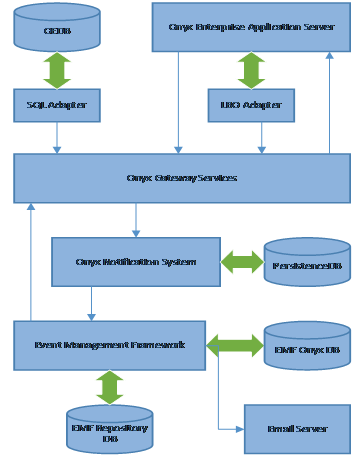 OEDB
Onyx Enterprise Application Server
SQL Adapter
UBO Adapter
Onyx Gateway Services
Onyx Notification System
PersistenceDB
Event Management Framework
EMF Onyx DB
EMF Repository
DB
Email Server